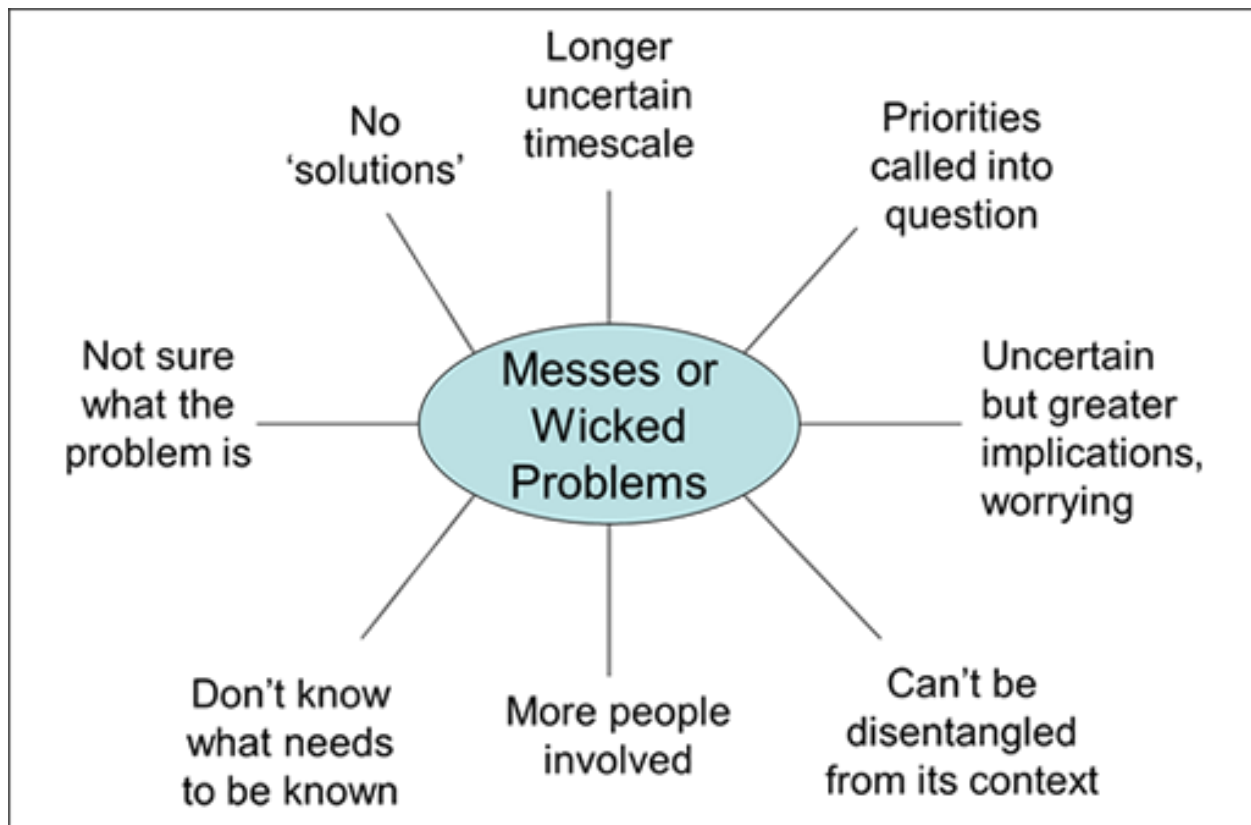 Longer
uncertain
timescale
No
‘solutions’
Priorities
called into
question
Not sure
what the
problem is
Messes or
Wicked
Problems
Uncertain
but greater
implications,
worrying
Don’t know
what needs
to be known
More people
involved
Can’t be
disentangled
from its context